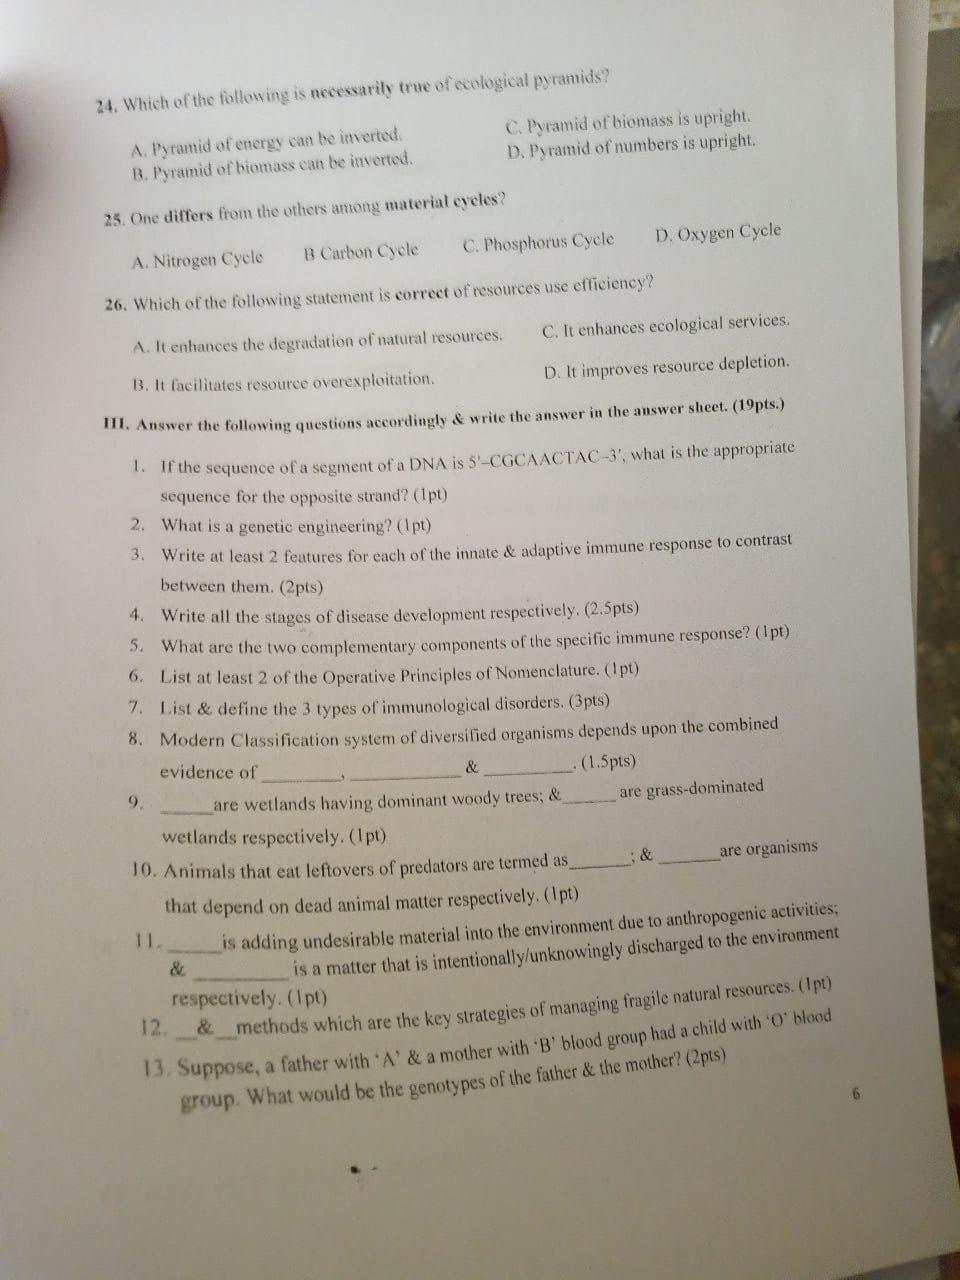 24. Which of the following is necessarily true of ecological pyramids?
A. Pyramid of energy can be inverted. C. Pyramid of biomass is upright.
B. Pyramid of biomass can be inverted. D. Pyramid of numbers is upright.
25. One differs from the others among material cycles?
A. Nitrogen Cycle B Carbon Cycle C. Phosphorus Cycle D. Oxygen Cycle
26. Which of the following statement is correct of resources use efficiency?
A. It enhances the degradation of natural resources. C. It enhances ecological services.
B. It facilitates resource overexploitation. D. It improves resource depletion.
III. Answer the following questions accordingly & write the answer in the answer sheet. (19pts.)
1. If the sequence of a segment of a DNA is 5'-CGCAACTAC-3', what is the appropriate
sequence for the opposite strand? (1pt)
2. What is a genetic engineering? (1pt)
3. Write at least 2 features for each of the innate & adaptive immune response to contrast
between them. (2pts)
4. Write all the stages of disease development respectively. (2.5pts)
5. What are the two complementary components of the specific immune response? (1pt)
6. List at least 2 of the Operative Principles of Nomenclature. (1pt)
7. List & define the 3 types of immunological disorders. (3pts)
8. Modern Classification system of diversified organisms depends upon the combined
evidence of ________, ________ & ________. (1.5pts)
9. ____ are wetlands having dominant woody trees; & ____ are grass-dominated
wetlands respectively. (1pt)
10. Animals that eat leftovers of predators are termed as ______; & ______ are organisms
that depend on dead animal matter respectively. (1pt)
11. _____ is adding undesirable material into the environment due to anthropogenic activities;
& ________ is a matter that is intentionally/unknowingly discharged to the environment
respectively. (1pt)
12. __ & __ methods which are the key strategies of managing fragile natural resources. (1pt)
13. Suppose, a father with 'A' & a mother with 'B' blood group had a child with 'O' blood
group. What would be the genotypes of the father & the mother? (2pts)
6